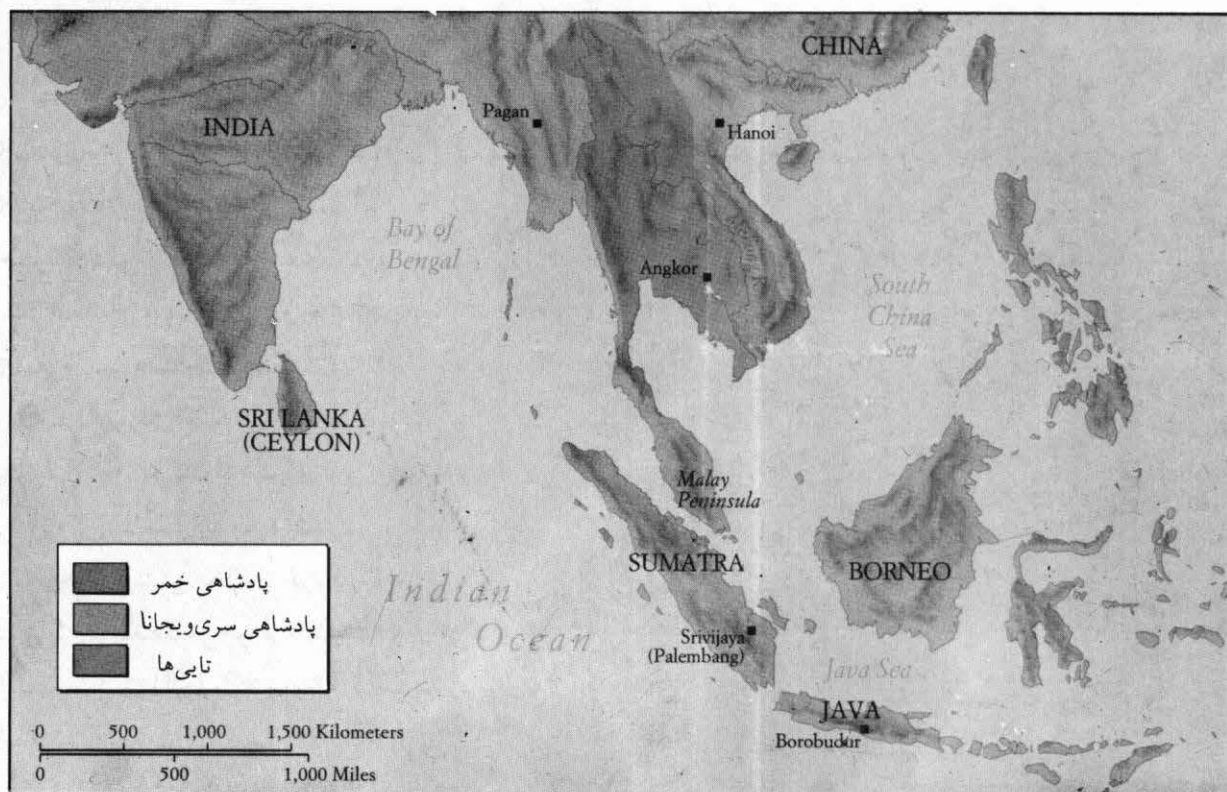 CHINA
Pagan
Hanoi
INDIA
Bay of
Bengal
Angkor
South
China
Sea
SRI LANKA
(CEYLON)
Malay
Peninsula
SUMATRA
BORNEO
Indian
Ocean
Srivijaya
(Palembang)
Java Sea
JAVA
Borobudur
پادشاهی خمر
پادشاهی سری‌ویجانا
تایی‌ها
0 500 1,000 1,500 Kilometers
0 500 1,000 Miles